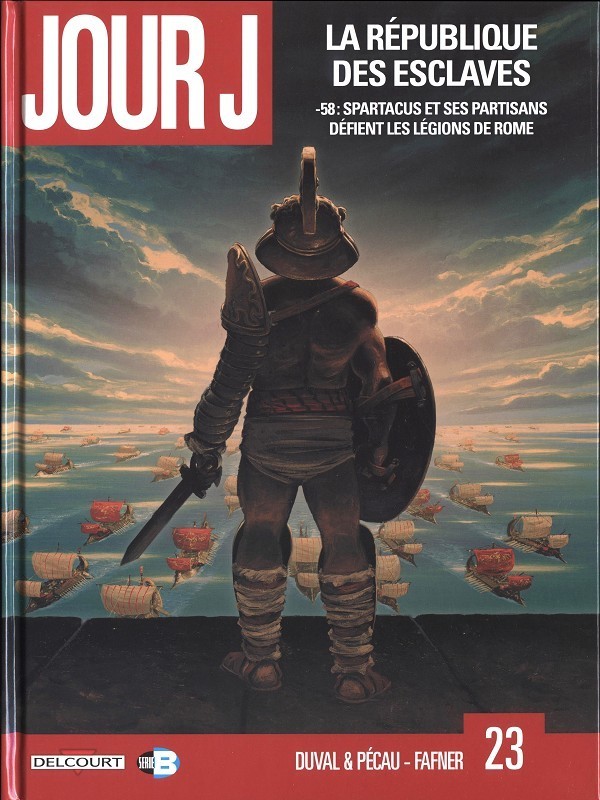 JOUR J
LA RÉPUBLIQUE
DES ESCLAVES
-58 : SPARTACUS ET SES PARTISANS
DÉFIENT LES LÉGIONS DE ROME
DELCOURT
SERIE B
DUVAL & PÉCAU - FAFNER 23